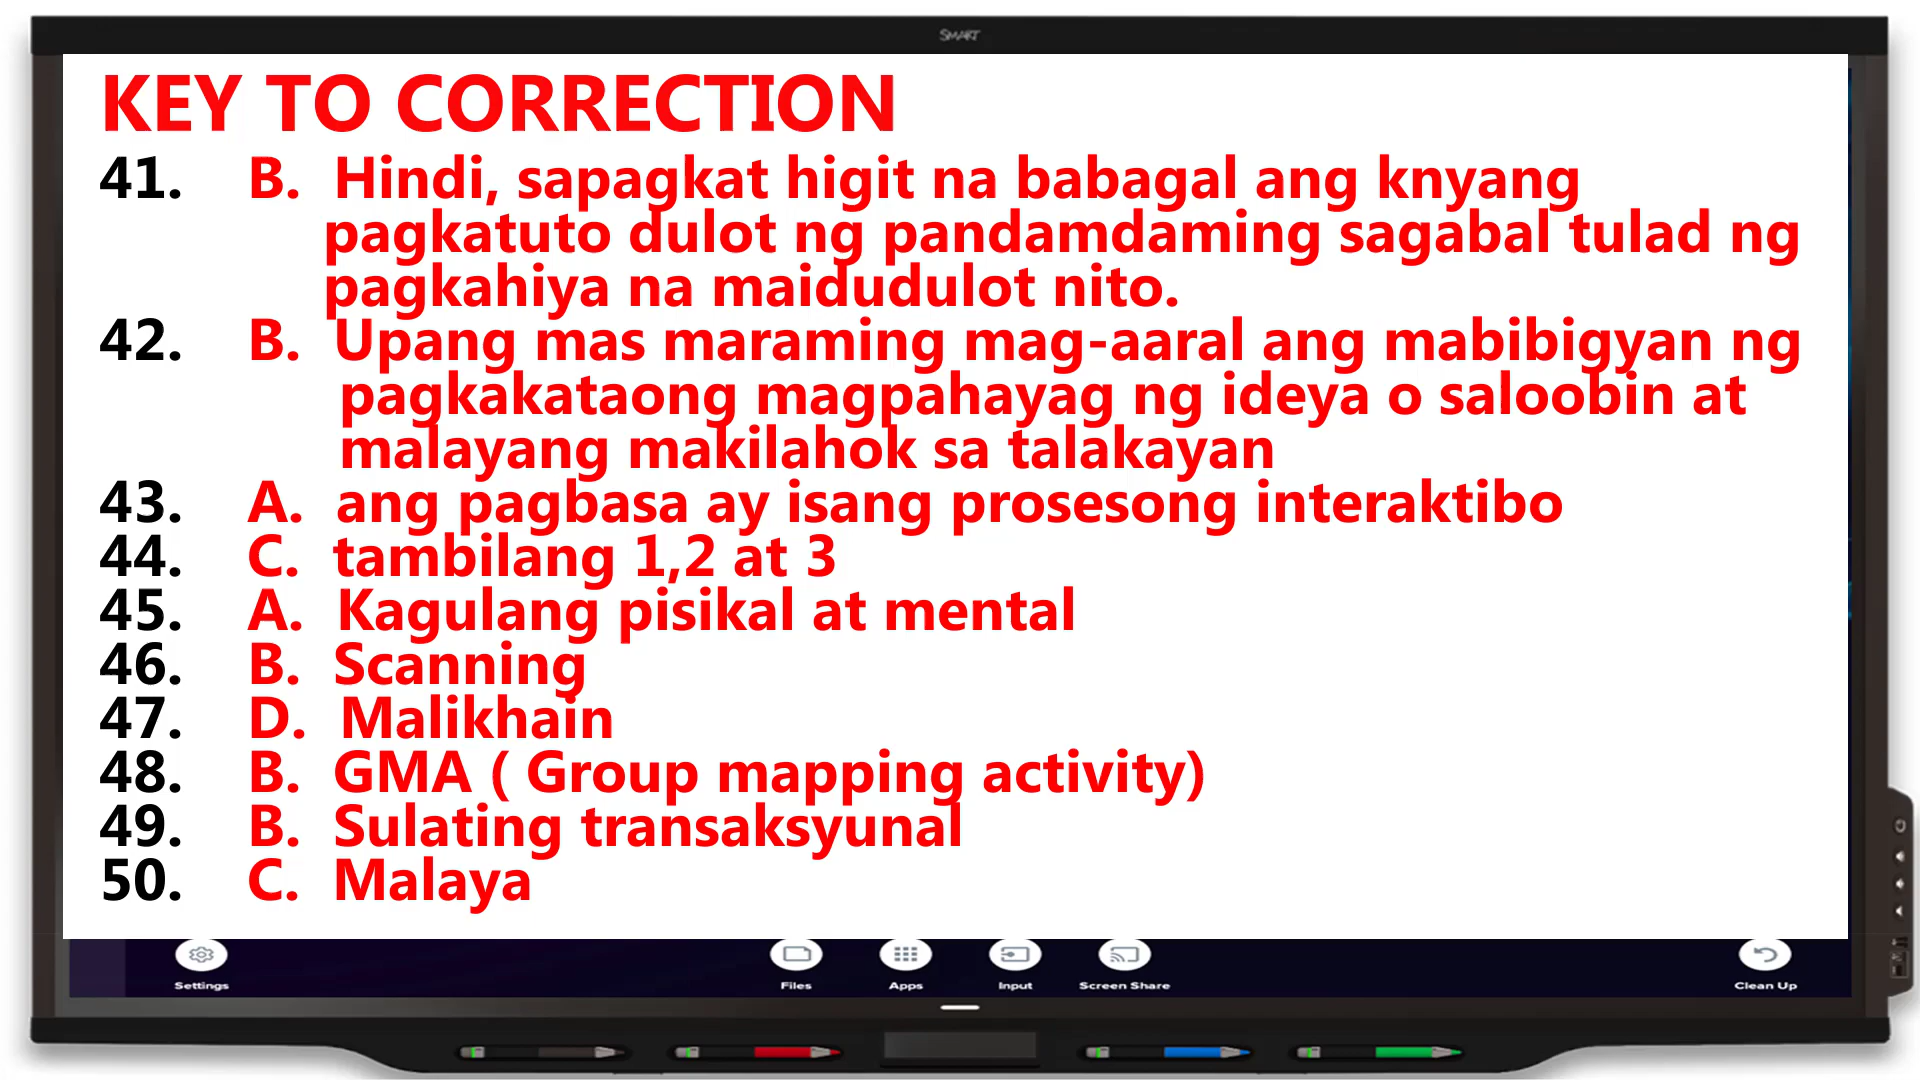 SMART
KEY TO CORRECTION
41. B. Hindi, sapagkat higit na babagal ang knyang
pagkatuto dulot ng pandamdaming sagabal tulad ng
pagkahiya na maidudulot nito.
42. B. Upang mas maraming mag-aaral ang mabibigyan ng
pagkakataong magpahayag ng ideya o saloobin at
malayang makilahok sa talakayan
43. A. ang pagbasa ay isang prosesong interaktibo
44. C. tambilang 1,2 at 3
45. A. Kagulang pisikal at mental
46. B. Scanning
47. D. Malikhain
48. B. GMA ( Group mapping activity)
49. B. Sulating transaksyunal
50. C. Malaya
Settings
Files
Apps
Input
Screen Share
Clean Up